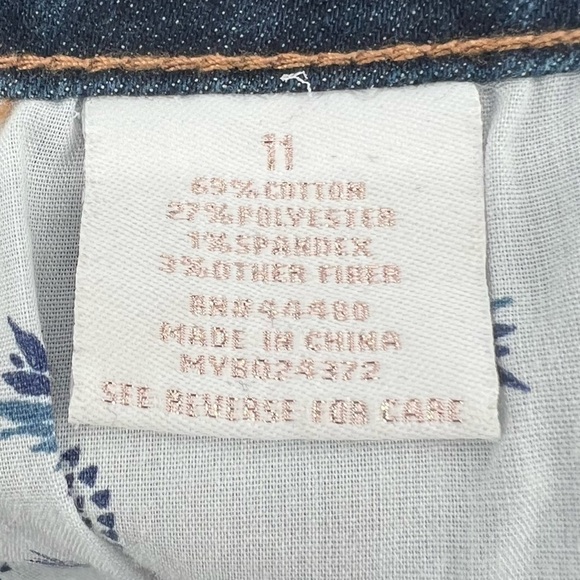 11
69%COTTON
27%POLYESTER
1%SPANDEX
3%OTHER FIBER
RN#44480
MADE IN CHINA
MVB024372
SEE REVERSE FOR CARE